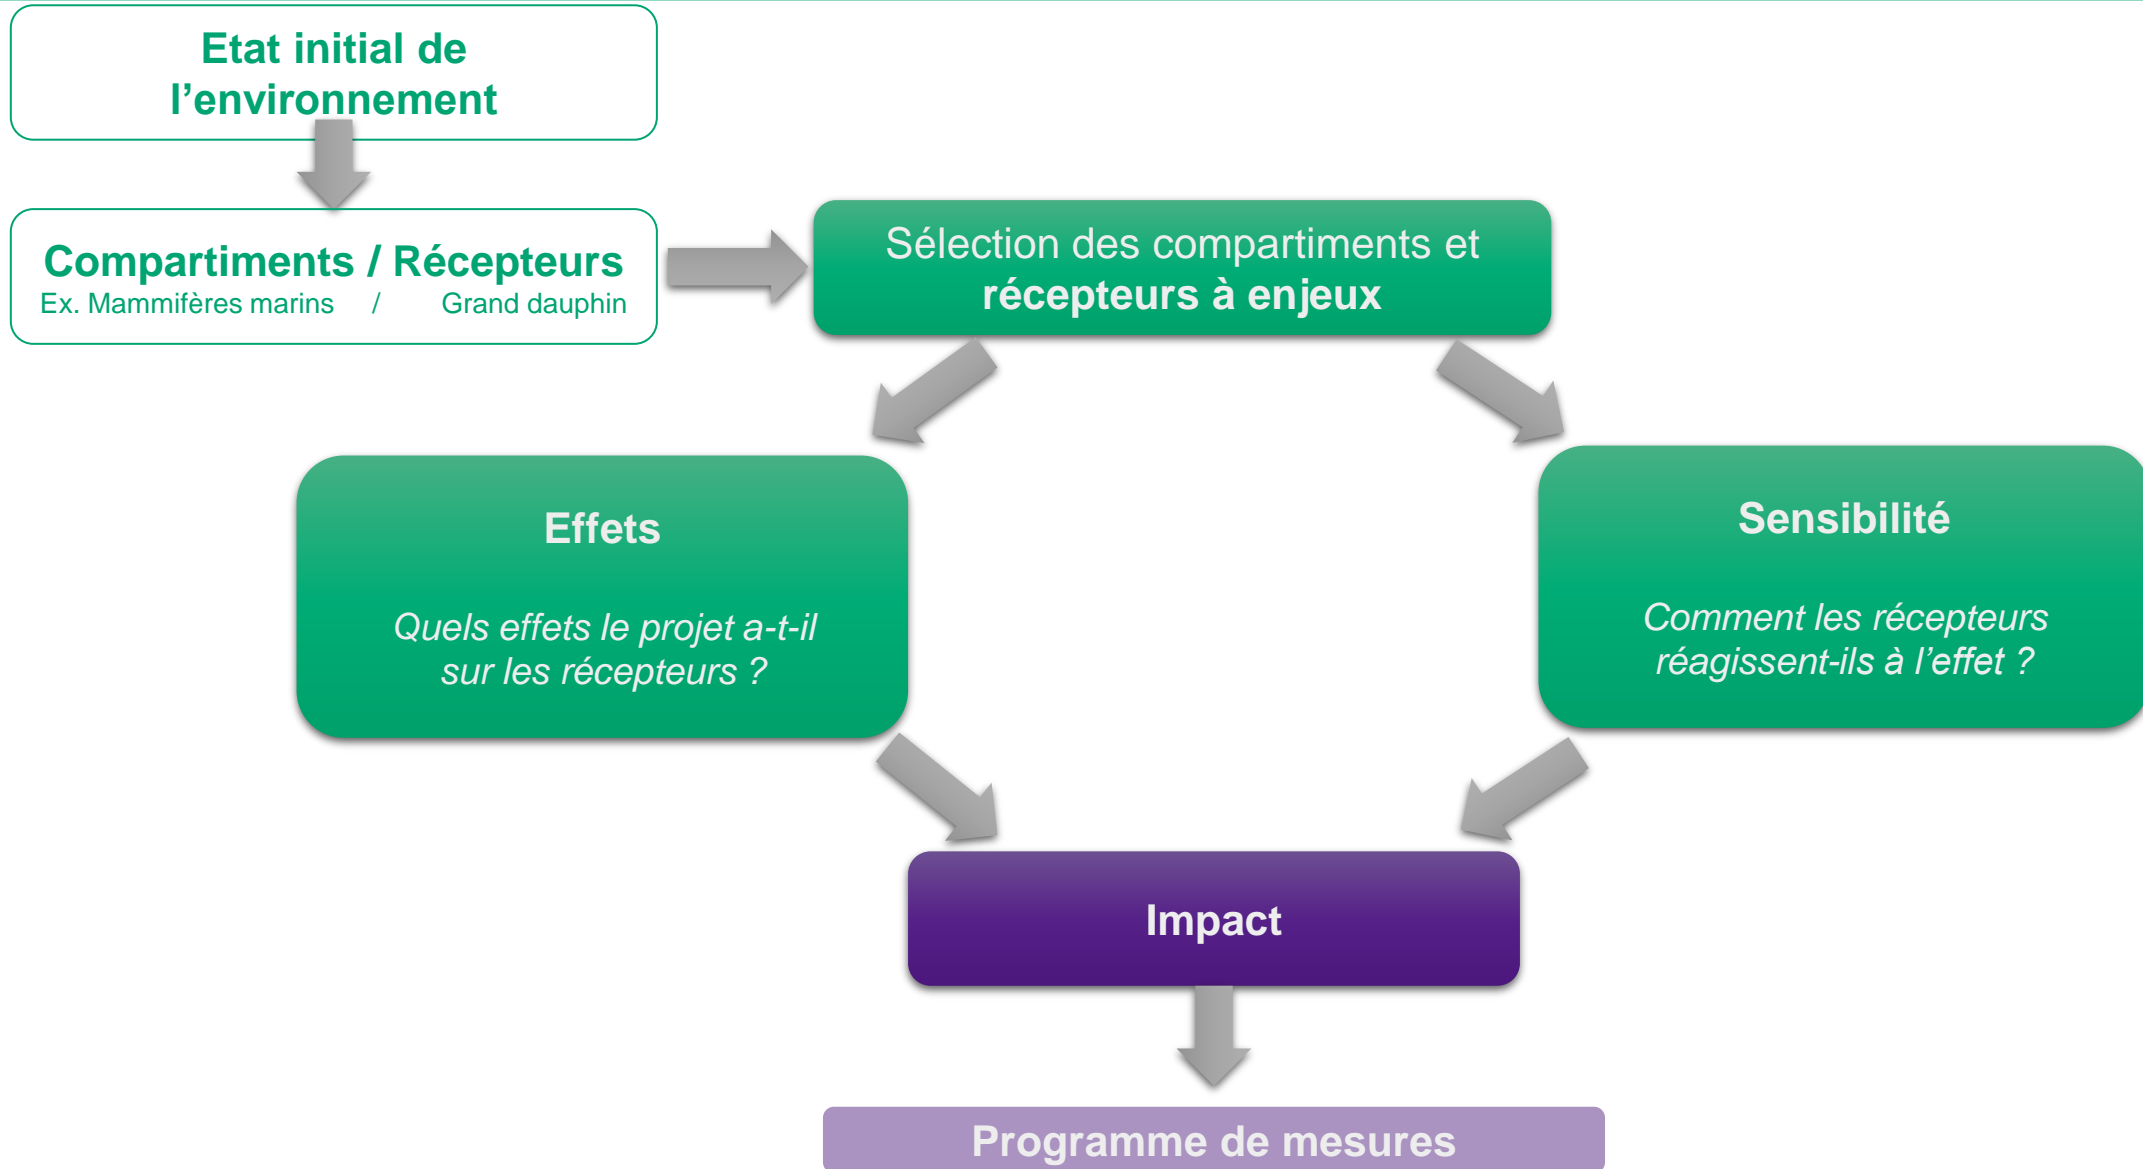 Etat initial de
l’environnement
Compartiments / Récepteurs
Ex. Mammifères marins / Grand dauphin
Sélection des compartiments et
récepteurs à enjeux
Effets
Quels effets le projet a-t-il
sur les récepteurs ?
Sensibilité
Comment les récepteurs
réagissent-ils à l’effet ?
Impact
Programme de mesures